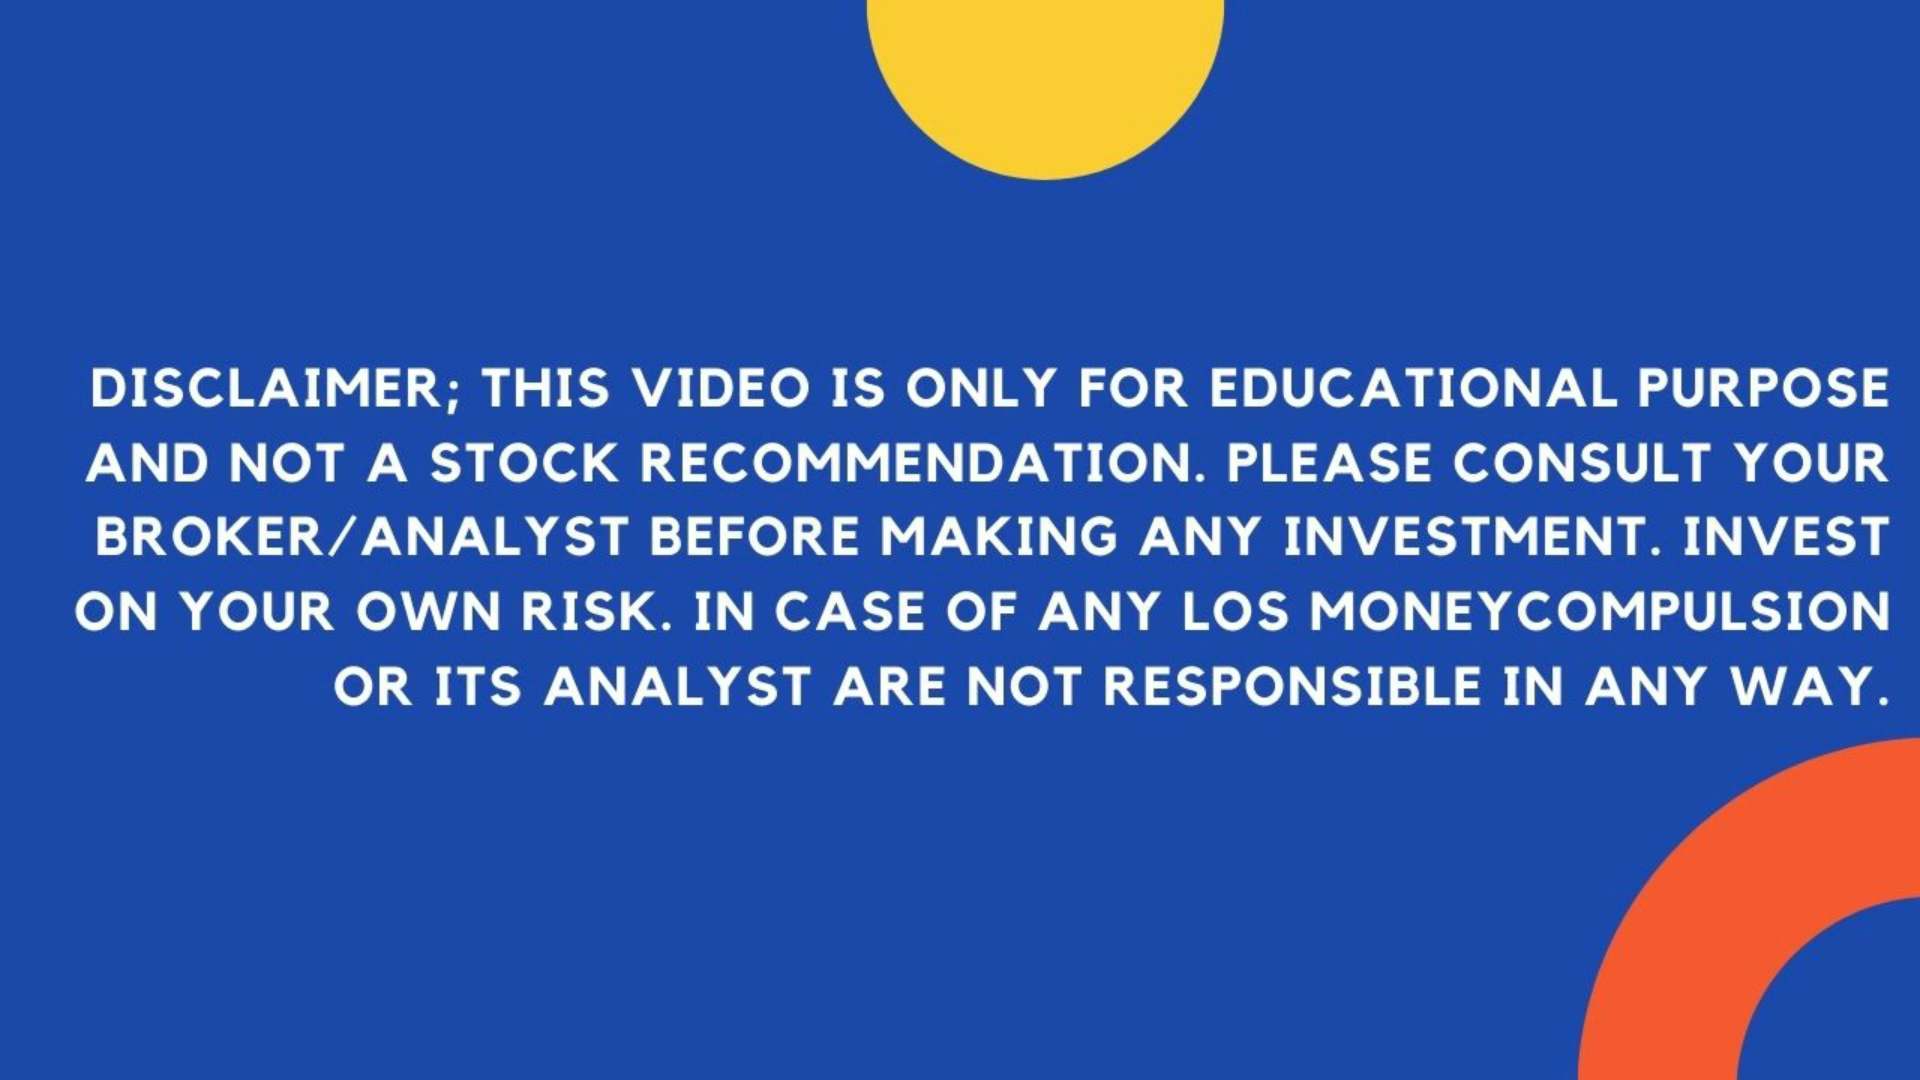 DISCLAIMER; THIS VIDEO IS ONLY FOR EDUCATIONAL PURPOSE
AND NOT A STOCK RECOMMENDATION. PLEASE CONSULT YOUR
BROKER/ANALYST BEFORE MAKING ANY INVESTMENT. INVEST
ON YOUR OWN RISK. IN CASE OF ANY LOS MONEYCOMPULSION
OR ITS ANALYST ARE NOT RESPONSIBLE IN ANY WAY.